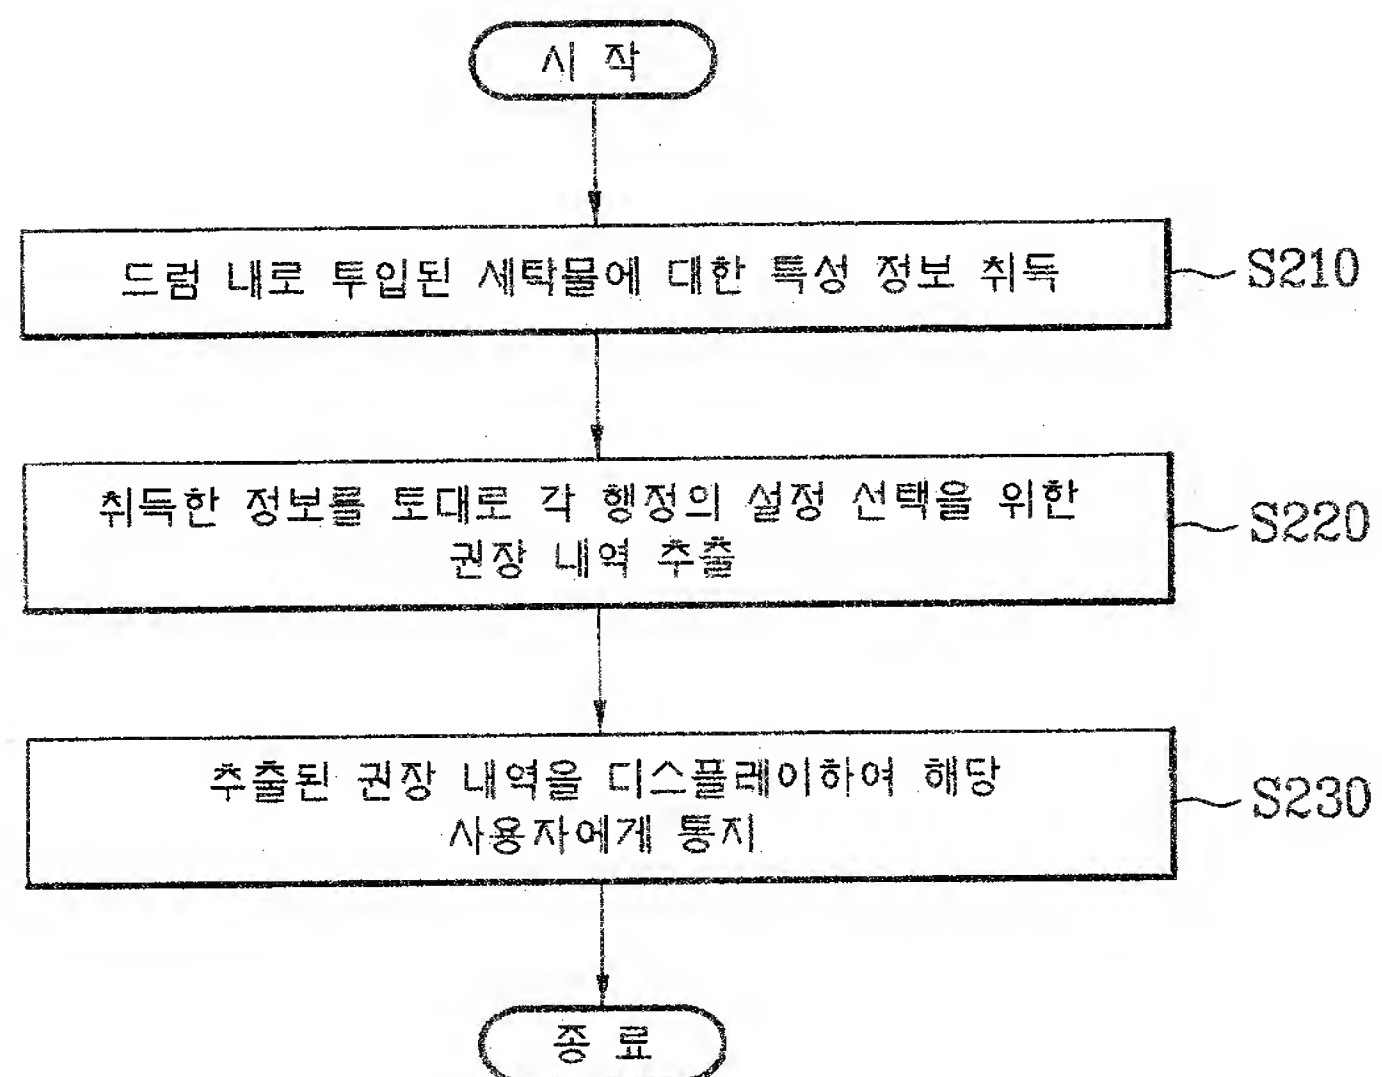 시 작
드럼 내로 투입된 세탁물에 대한 특성 정보 취득
S210
취득한 정보를 토대로 각 행정의 설정 선택을 위한
권장 내역 추출
S220
추출된 권장 내역을 디스플레이하여 해당
사용자에게 통지
S230
종 료